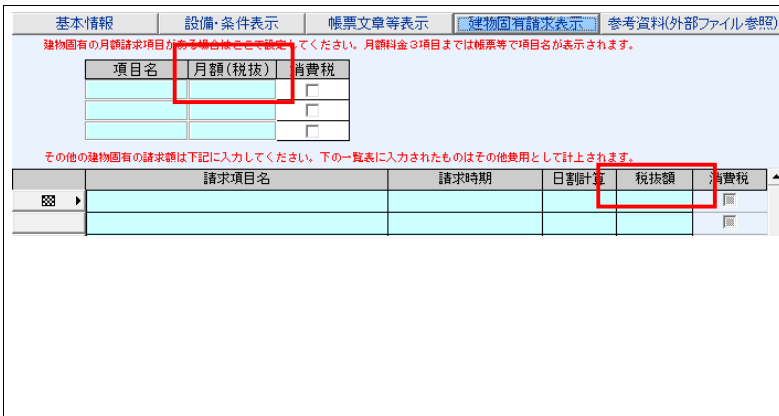 基本情報 設備・条件表示 帳票文章等表示 建物固有請求表示 参考資料(外部ファイル参照)
建物固有の月額請求項目がある場合はここで設定してください。月額料金3項目までは帳票等で項目名が表示されます。
項目名 月額(税抜) 消費税
その他の建物固有の請求額は下記に入力してください。下の一覧表に入力されたものはその他費用として計上されます。
請求項目名 請求時期 日割計算 税抜額 消費税